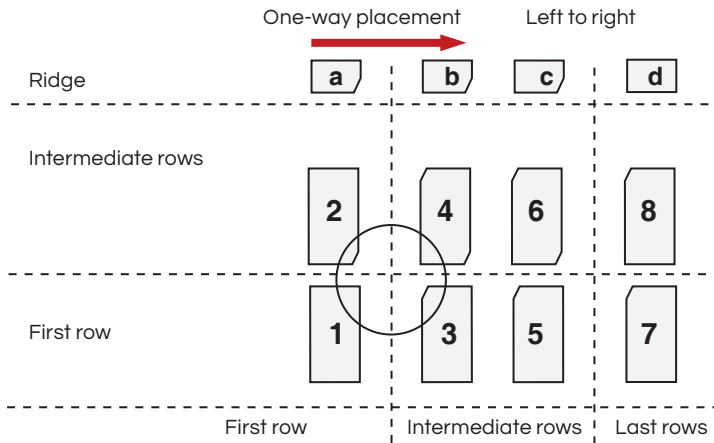 One-way placement Left to right
Ridge a b c d
Intermediate rows
2 4 6 8
First row 1 3 5 7
First row Intermediate rows Last rows